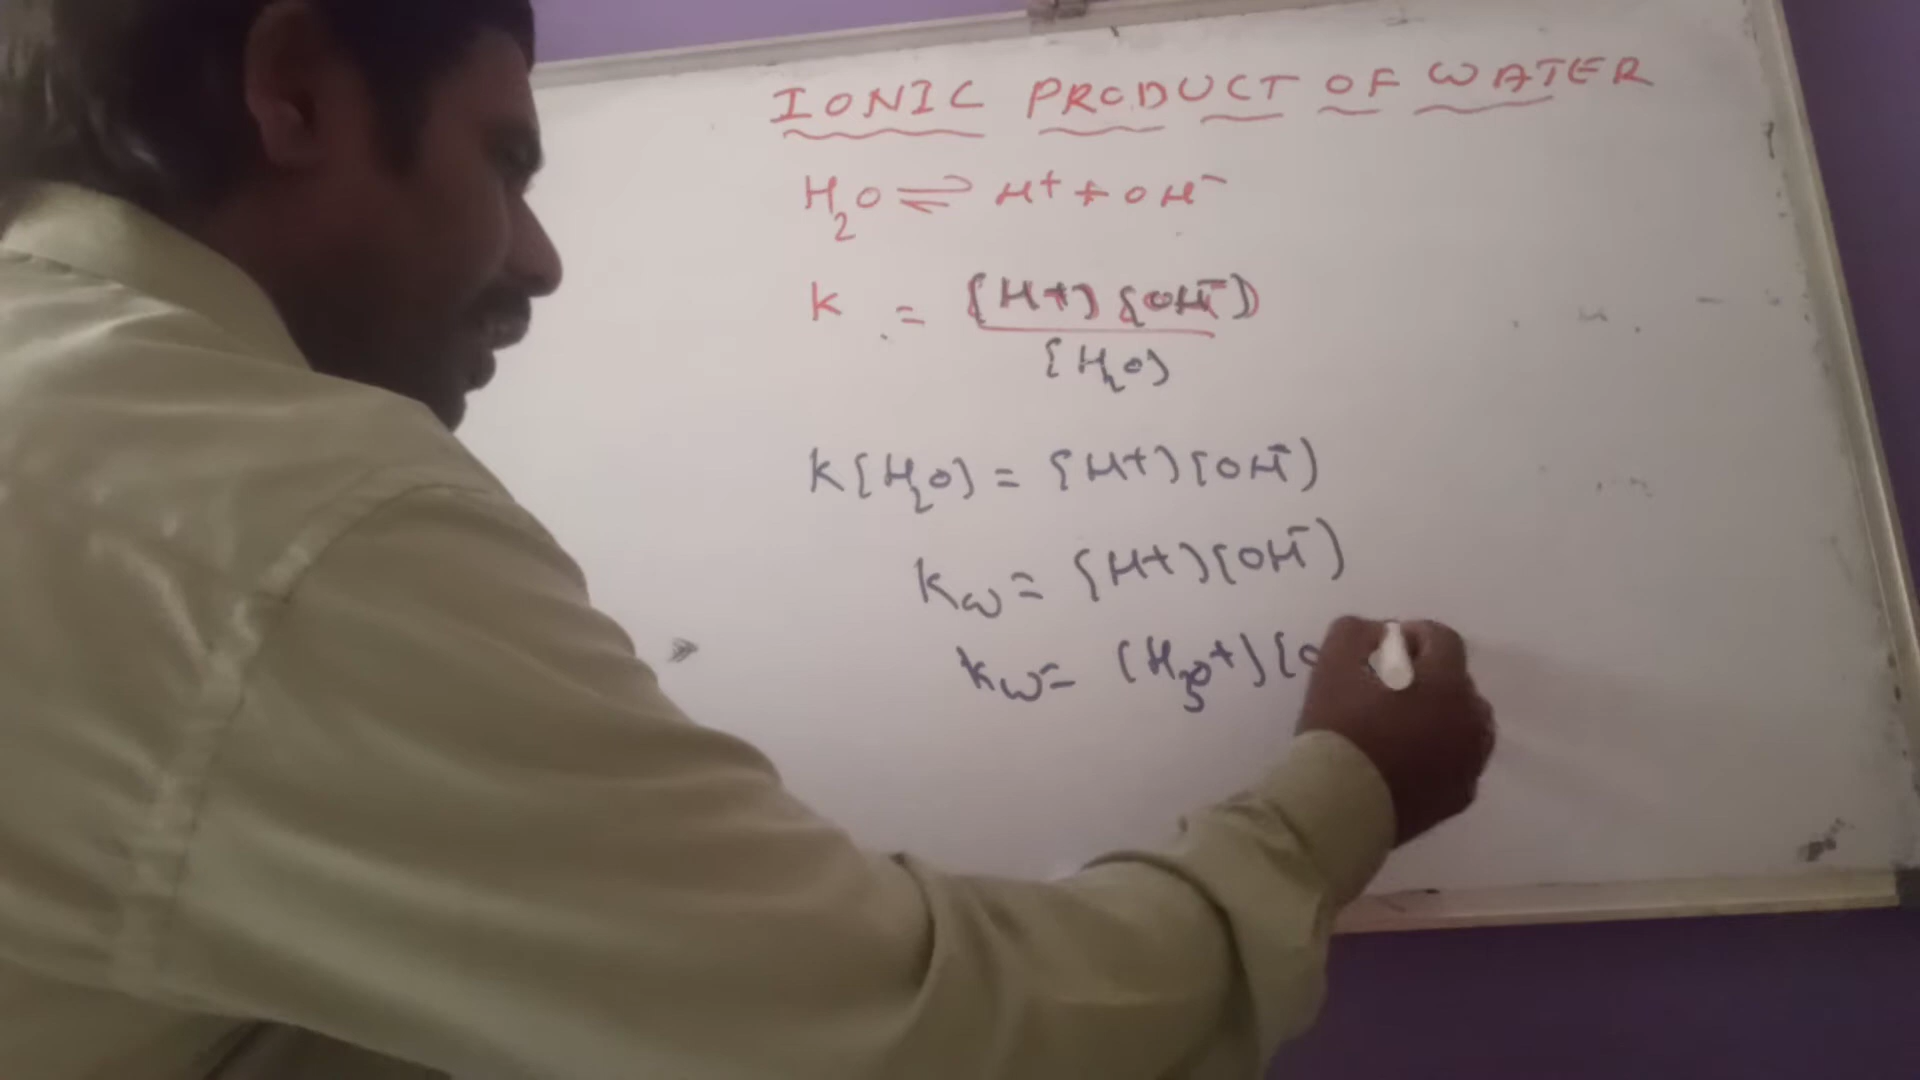 IONIC PRODUCT OF WATER
H₂O ⇌ H⁺ + OH⁻
K = [H+] [OH⁻]
[H₂O]
K[H₂O] = [H+][OH⁻]
Kw = [H+][OH⁻]
Kw = (H₃O+)[O